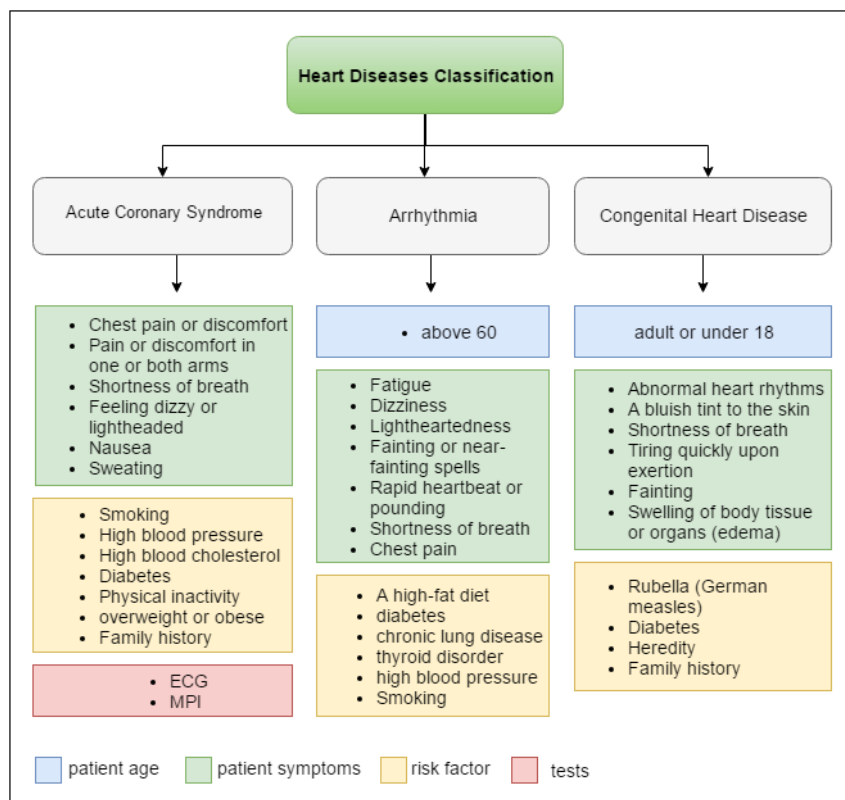 Heart Diseases Classification
Acute Coronary Syndrome
Arrhythmia
Congenital Heart Disease
• Chest pain or discomfort
• Pain or discomfort in
one or both arms
• Shortness of breath
• Feeling dizzy or
lightheaded
• Nausea
• Sweating
• Smoking
• High blood pressure
• High blood cholesterol
• Diabetes
• Physical inactivity
• overweight or obese
• Family history
• ECG
• MPI
• above 60
• Fatigue
• Dizziness
• Lightheartedness
• Fainting or near-
fainting spells
• Rapid heartbeat or
pounding
• Shortness of breath
• Chest pain
• A high-fat diet
• diabetes
• chronic lung disease
• thyroid disorder
• high blood pressure
• Smoking
adult or under 18
• Abnormal heart rhythms
• A bluish tint to the skin
• Shortness of breath
• Tiring quickly upon
exertion
• Fainting
• Swelling of body tissue
or organs (edema)
• Rubella (German
measles)
• Diabetes
• Heredity
• Family history
patient age
patient symptoms
risk factor
tests